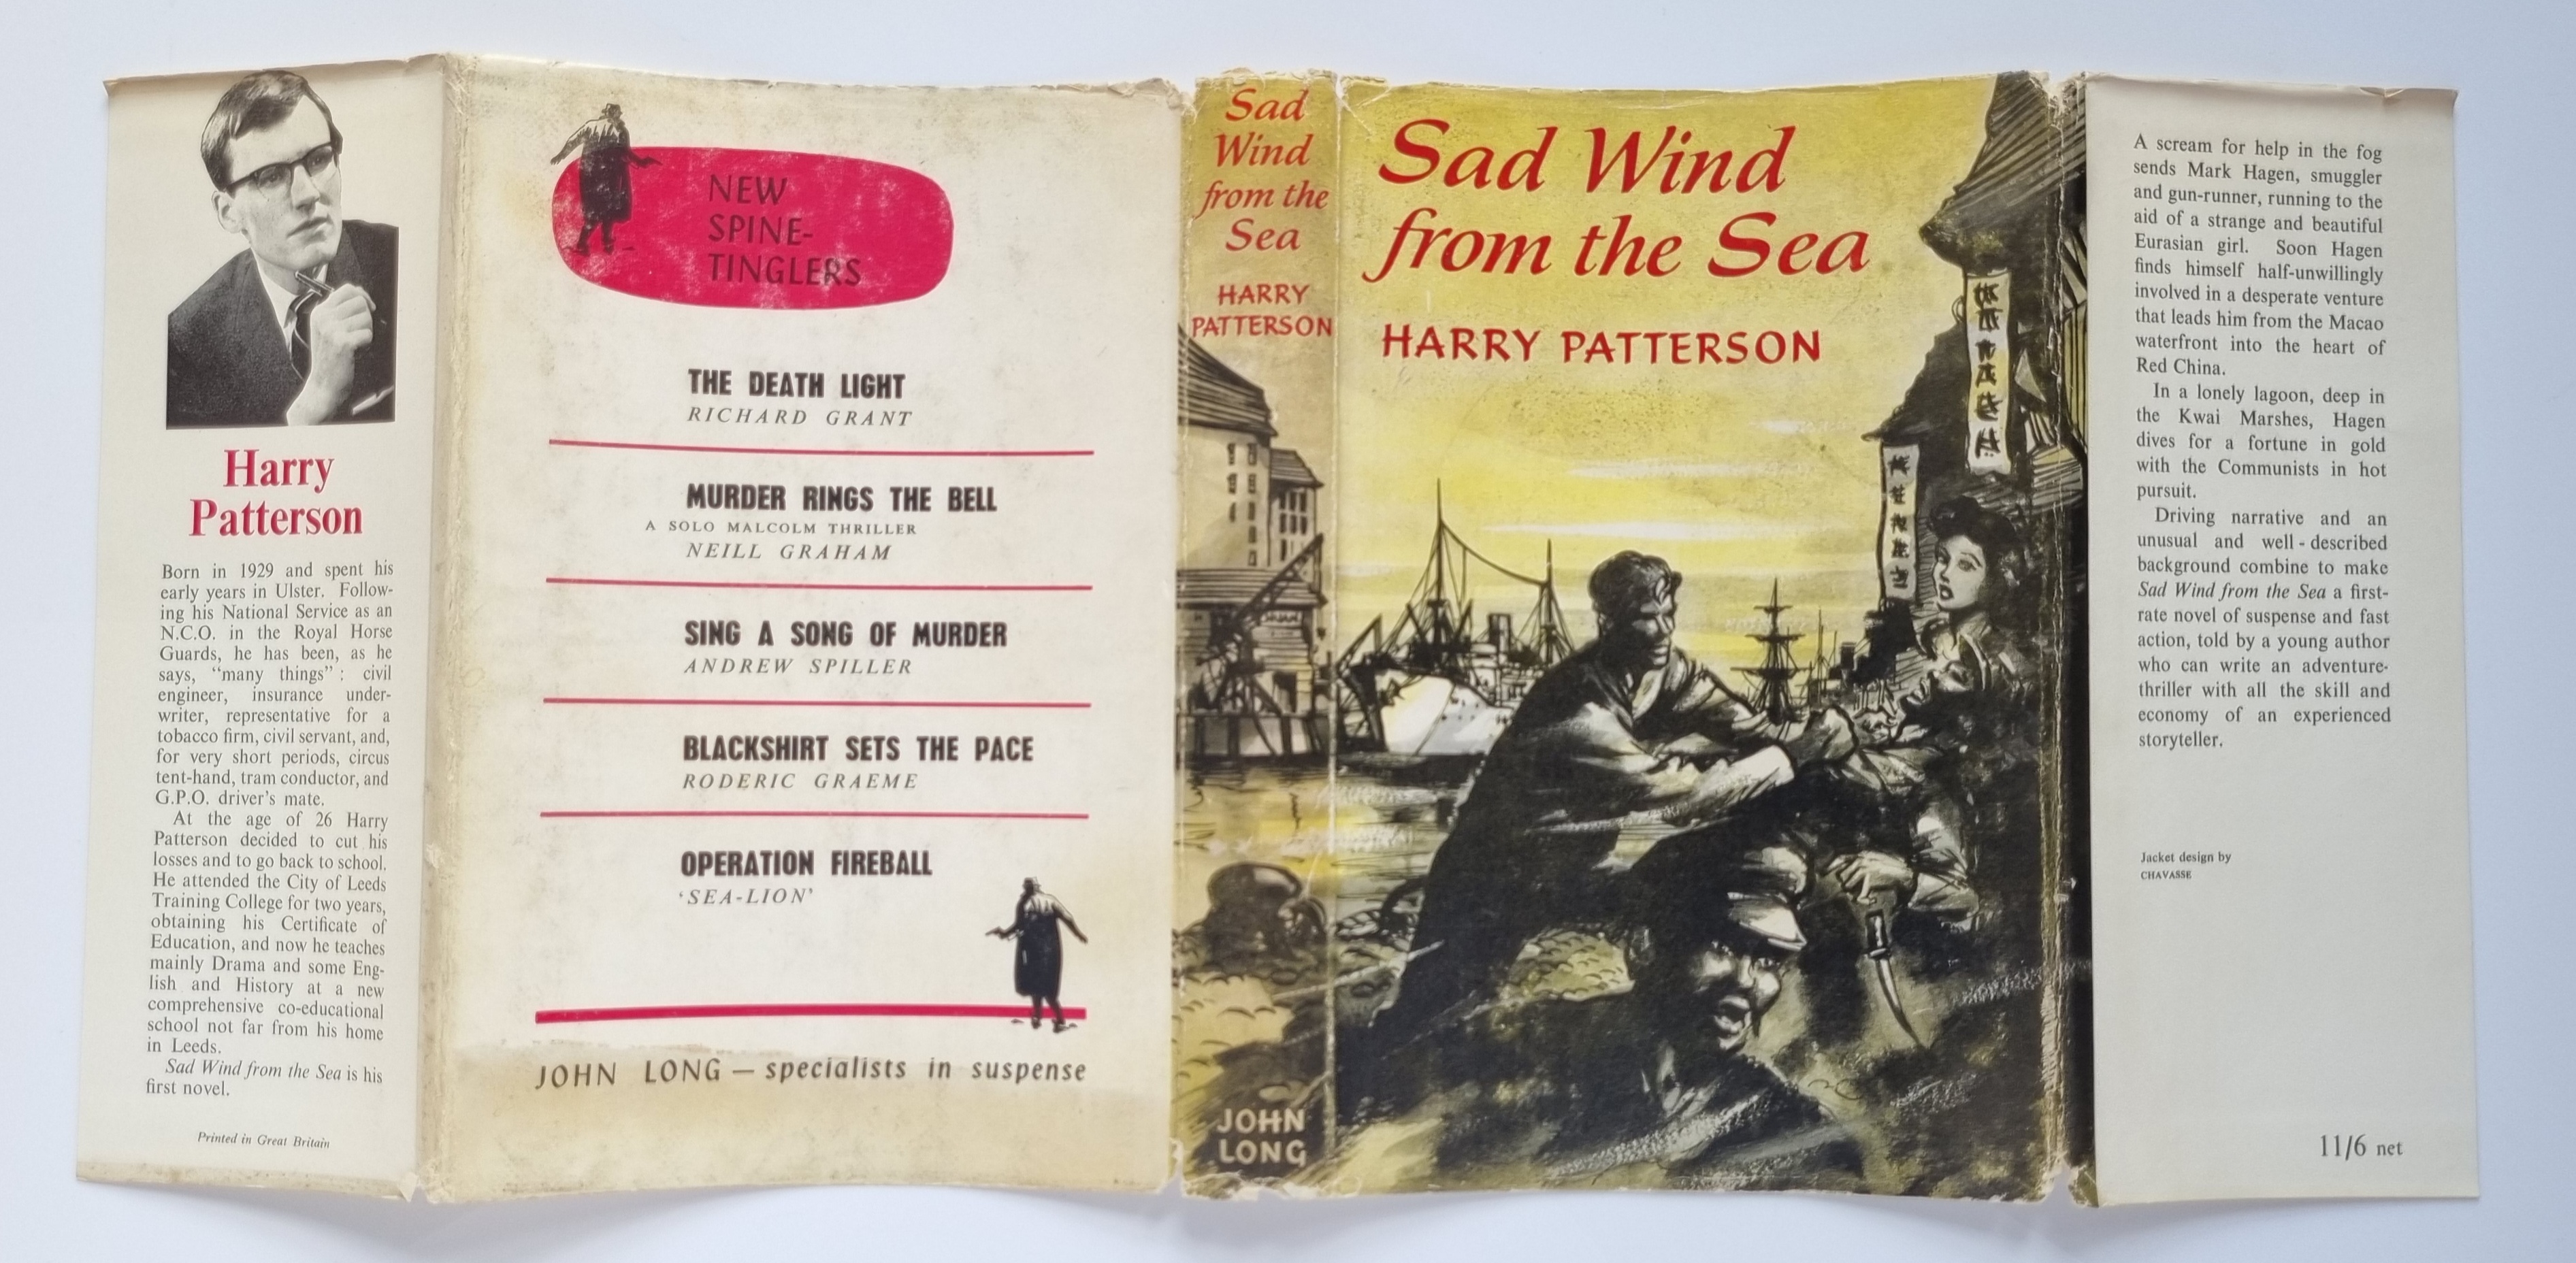 Harry
Patterson
Born in 1929 and spent his
early years in Ulster. Follow-
ing his National Service as an
N.C.O. in the Royal Horse
Guards, he has been, as he
says, “many things” : civil
engineer, insurance under-
writer, representative for a
tobacco firm, civil servant, and,
for very short periods, circus
tent-hand, tram conductor, and
G.P.O. driver's mate.
At the age of 26 Harry
Patterson decided to cut his
losses and to go back to school.
He attended the City of Leeds
Training College for two years,
obtaining his Certificate of
Education, and now he teaches
mainly Drama and some Eng-
lish and History at a new
comprehensive co-educational
school not far from his home
in Leeds.
Sad Wind from the Sea is his
first novel.
Printed in Great Britain
NEW
SPINE-
TINGLERS
THE DEATH LIGHT
RICHARD GRANT
MURDER RINGS THE BELL
A SOLO MALCOLM THRILLER
NEILL GRAHAM
SING A SONG OF MURDER
ANDREW SPILLER
BLACKSHIRT SETS THE PACE
RODERIC GRAEME
OPERATION FIREBALL
‘SEA-LION’
JOHN LONG — specialists in suspense
Sad
Wind
from the
Sea
HARRY
PATTERSON
JOHN
LONG
Sad Wind
from the Sea
HARRY PATTERSON
A scream for help in the fog
sends Mark Hagen, smuggler
and gun-runner, running to the
aid of a strange and beautiful
Eurasian girl. Soon Hagen
finds himself half-unwillingly
involved in a desperate venture
that leads him from the Macao
waterfront into the heart of
Red China.
In a lonely lagoon, deep in
the Kwai Marshes, Hagen
dives for a fortune in gold
with the Communists in hot
pursuit.
Driving narrative and an
unusual and well - described
background combine to make
Sad Wind from the Sea a first-
rate novel of suspense and fast
action, told by a young author
who can write an adventure-
thriller with all the skill and
economy of an experienced
storyteller.
Jacket design by
CHAVASSE
11/6 net